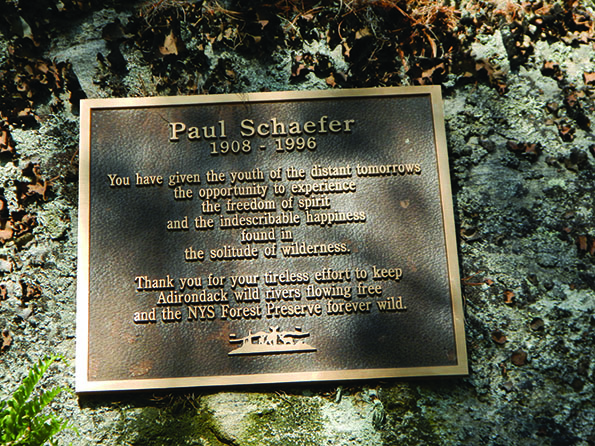 Paul Schaefer
1908 - 1996
You have given the youth of the distant tomorrows
the opportunity to experience
the freedom of spirit
and the indescribable happiness
found in
the solitude of wilderness.
Thank you for your tireless effort to keep
Adirondack wild rivers flowing free
and the NYS Forest Preserve forever wild.